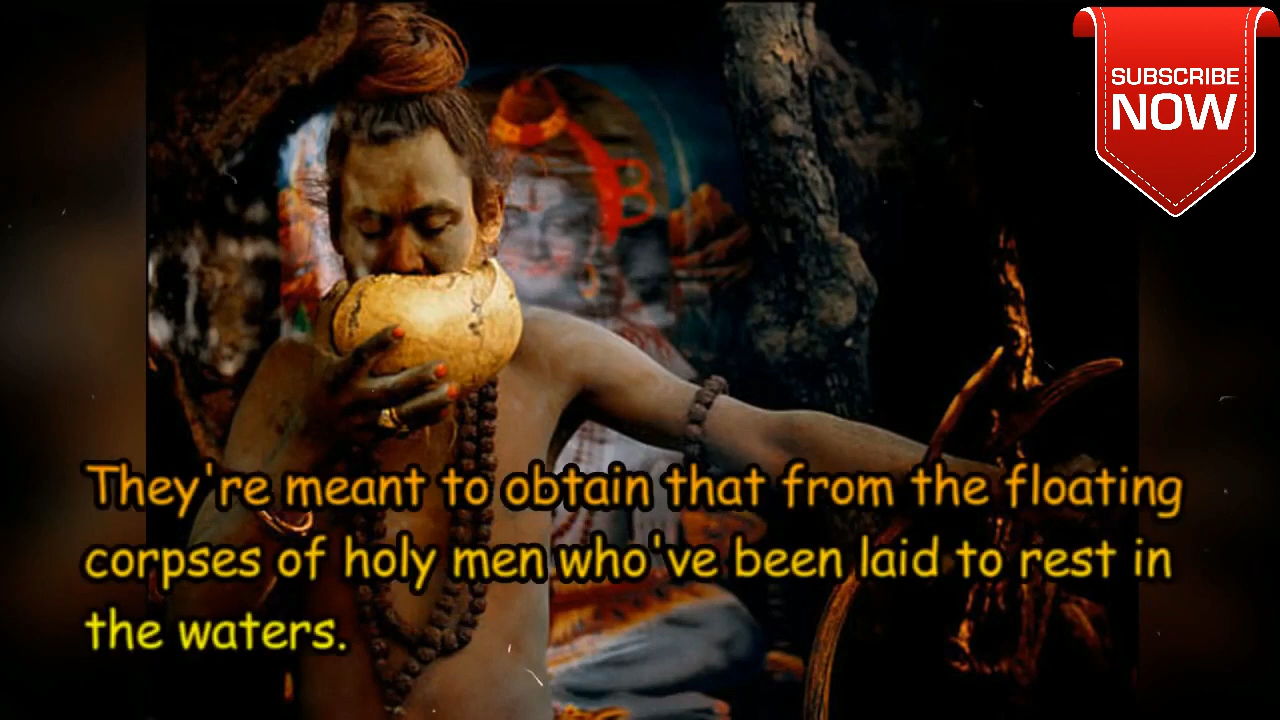 SUBSCRIBE
NOW
They're meant to obtain that from the floating
corpses of holy men who've been laid to rest in
the waters.